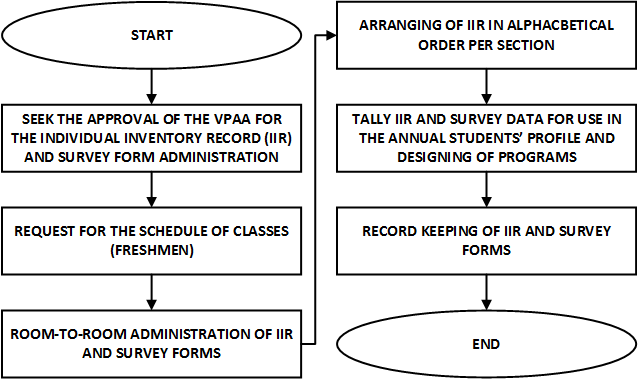 START
SEEK THE APPROVAL OF THE VPAA FOR
THE INDIVIDUAL INVENTORY RECORD (IIR)
AND SURVEY FORM ADMINISTRATION
REQUEST FOR THE SCHEDULE OF CLASSES
(FRESHMEN)
ROOM-TO-ROOM ADMINISTRATION OF IIR
AND SURVEY FORMS
ARRANGING OF IIR IN ALPHACBETICAL
ORDER PER SECTION
TALLY IIR AND SURVEY DATA FOR USE IN
THE ANNUAL STUDENTS’ PROFILE AND
DESIGNING OF PROGRAMS
RECORD KEEPING OF IIR AND SURVEY
FORMS
END